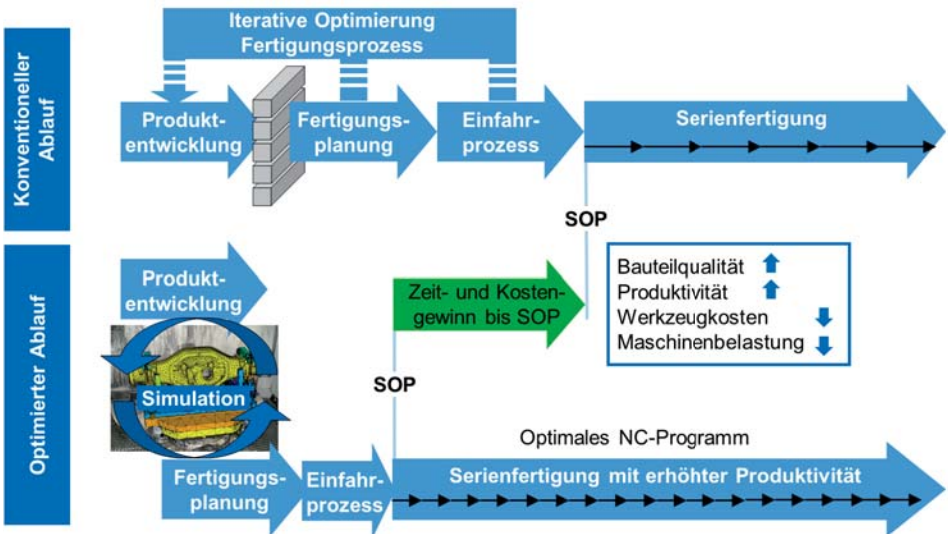 Konventioneller
Ablauf
Iterative Optimierung
Fertigungsprozess
Produkt-
entwicklung
Fertigungs-
planung
Einfahr-
prozess
Serienfertigung
SOP
Optimierter Ablauf
Produkt-
entwicklung
Simulation
Fertigungs-
planung
Einfahr-
prozess
SOP
Zeit- und Kosten-
gewinn bis SOP
Bauteilqualität
Produktivität
Werkzeugkosten
Maschinenbelastung
Optimales NC-Programm
Serienfertigung mit erhöhter Produktivität